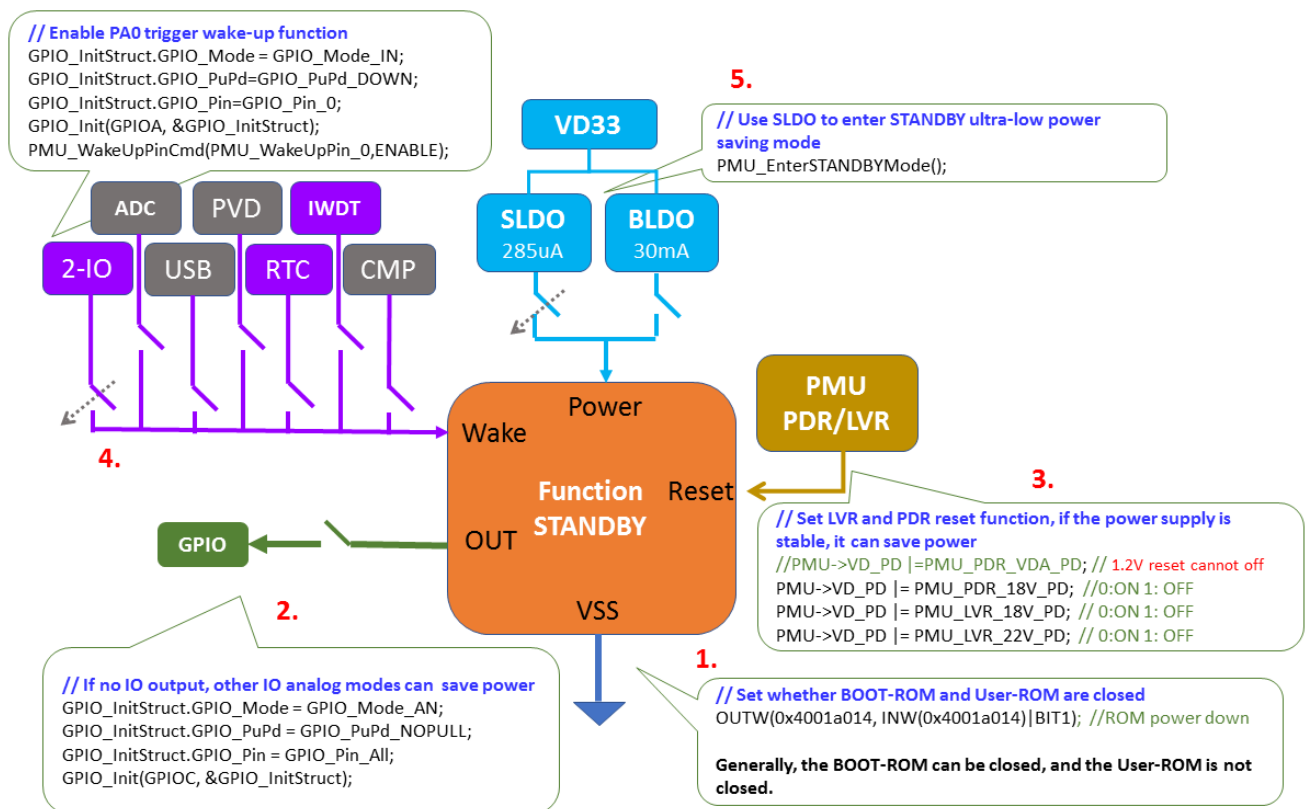 // Enable PA0 trigger wake-up function
GPIO_InitStruct.GPIO_Mode = GPIO_Mode_IN;
GPIO_InitStruct.GPIO_PuPd=GPIO_PuPd_DOWN;
GPIO_InitStruct.GPIO_Pin=GPIO_Pin_0;
GPIO_Init(GPIOA, &GPIO_InitStruct);
PMU_WakeUpPinCmd(PMU_WakeUpPin_0,ENABLE);
5.
// Use SLDO to enter STANDBY ultra-low power
saving mode
PMU_EnterSTANDBYMode();
VD33
ADC
PVD
IWDT
SLDO
285uA
BLDO
30mA
2-IO
USB
RTC
CMP
PMU
PDR/LVR
Power
Wake
4.
Function
STANDBY
Reset
OUT
VSS
GPIO
3.
// Set LVR and PDR reset function, if the power supply is
stable, it can save power
//PMU->VD_PD |=PMU_PDR_VDA_PD; // 1.2V reset cannot off
PMU->VD_PD |= PMU_PDR_18V_PD; //0:ON 1: OFF
PMU->VD_PD |= PMU_LVR_18V_PD; //0:ON 1: OFF
PMU->VD_PD |= PMU_LVR_22V_PD; // 0:ON 1: OFF
2.
// If no IO output, other IO analog modes can save power
GPIO_InitStruct.GPIO_Mode = GPIO_Mode_AN;
GPIO_InitStruct.GPIO_PuPd = GPIO_PuPd_NOPULL;
GPIO_InitStruct.GPIO_Pin = GPIO_Pin_All;
GPIO_Init(GPIOC, &GPIO_InitStruct);
1.
// Set whether BOOT-ROM and User-ROM are closed
OUTW(0x4001a014, INW(0x4001a014)|BIT1); //ROM power down
Generally, the BOOT-ROM can be closed, and the User-ROM is not
closed.